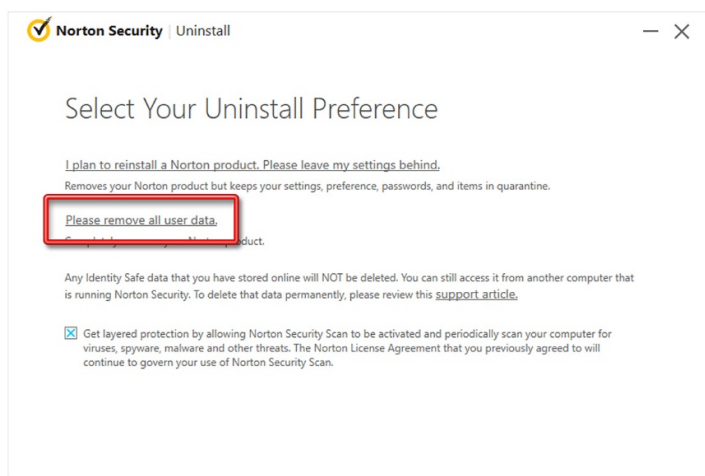 Norton Security | Uninstall
Select Your Uninstall Preference
I plan to reinstall a Norton product. Please leave my settings behind.
Removes your Norton product but keeps your settings, preference, passwords, and items in quarantine.
Please remove all user data.
product.
Any Identity Safe data that you have stored online will NOT be deleted. You can still access it from another computer that
is running Norton Security. To delete that data permanently, please review this support article.
Get layered protection by allowing Norton Security Scan to be activated and periodically scan your computer for
viruses, spyware, malware and other threats. The Norton License Agreement that you previously agreed to will
continue to govern your use of Norton Security Scan.